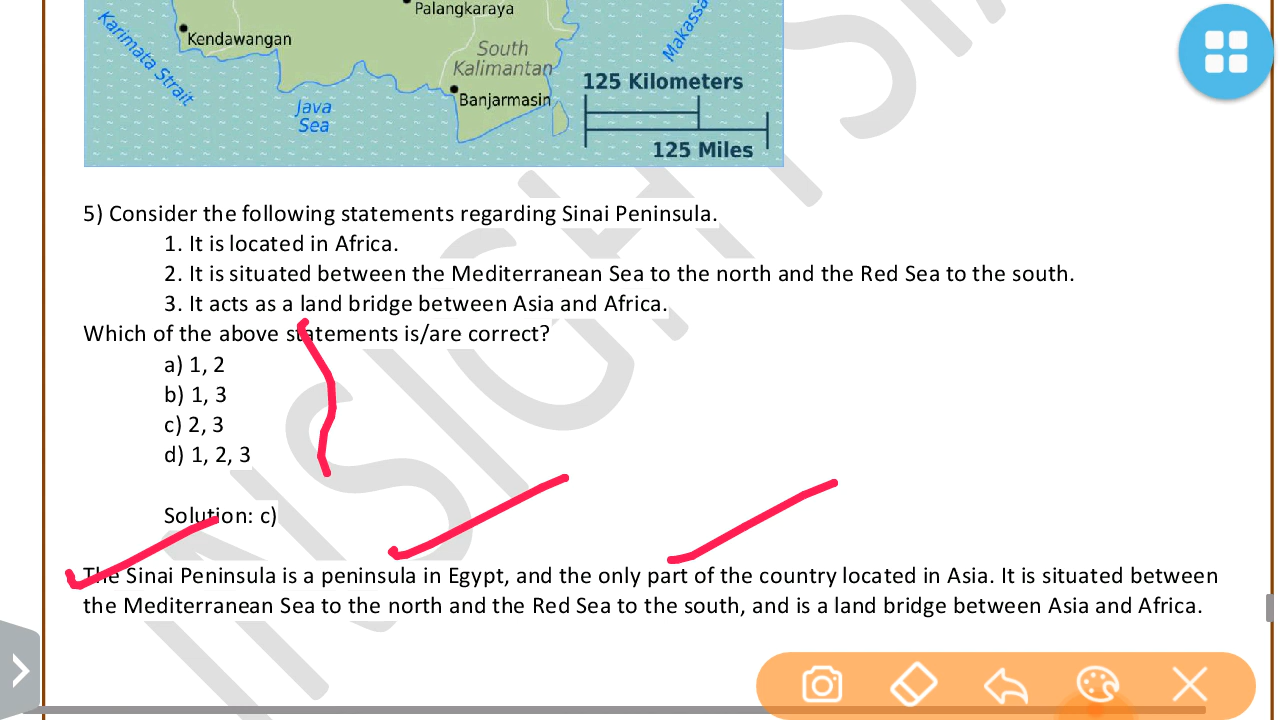 Palangkaraya
Kendawangan
Karimata Strait
South
Kalimantan
Makassa
125 Kilometers
Banjarmasin
Java
Sea
125 Miles
5) Consider the following statements regarding Sinai Peninsula.
1. It is located in Africa.
2. It is situated between the Mediterranean Sea to the north and the Red Sea to the south.
3. It acts as a land bridge between Asia and Africa.
Which of the above statements is/are correct?
a) 1, 2
b) 1, 3
c) 2, 3
d) 1, 2, 3
Solution: c)
The Sinai Peninsula is a peninsula in Egypt, and the only part of the country located in Asia. It is situated between
the Mediterranean Sea to the north and the Red Sea to the south, and is a land bridge between Asia and Africa.
INSIGHTSI